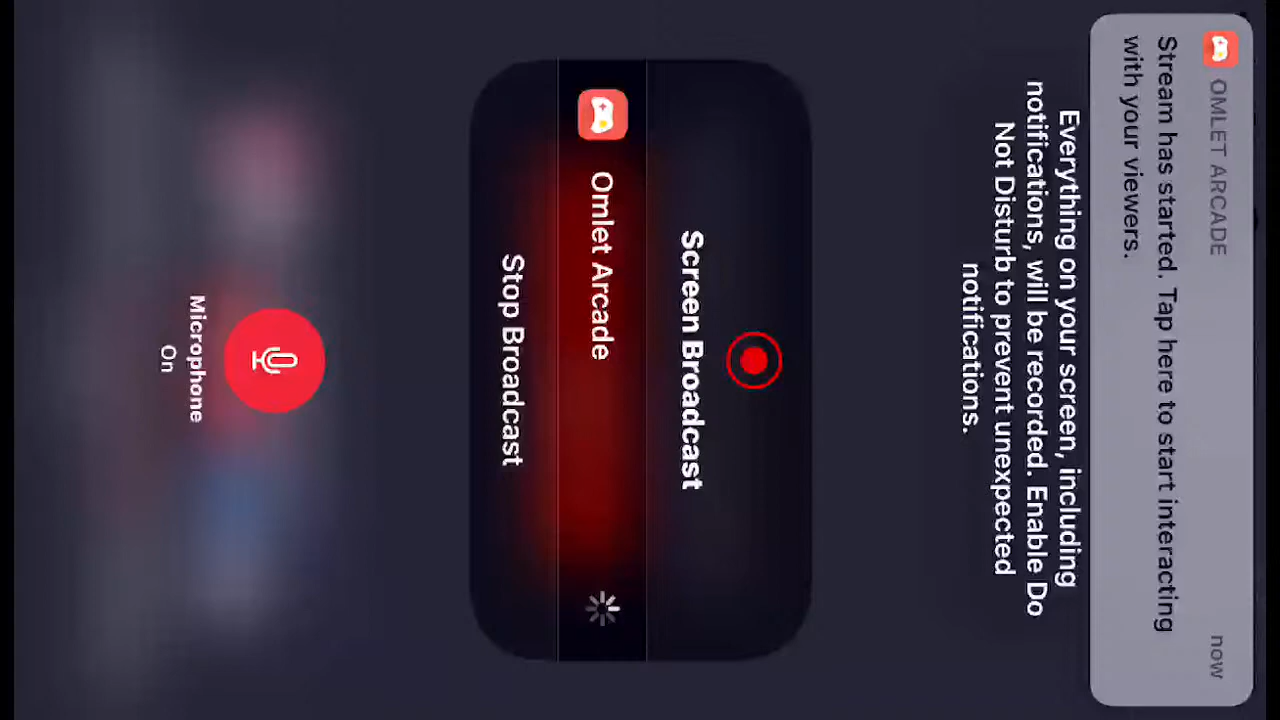 OMLET ARCADE now
Stream has started. Tap here to start interacting
with your viewers.
Everything on your screen, including
notifications, will be recorded. Enable Do
Not Disturb to prevent unexpected
notifications.
Screen Broadcast
Omlet Arcade
Stop Broadcast
Microphone
On